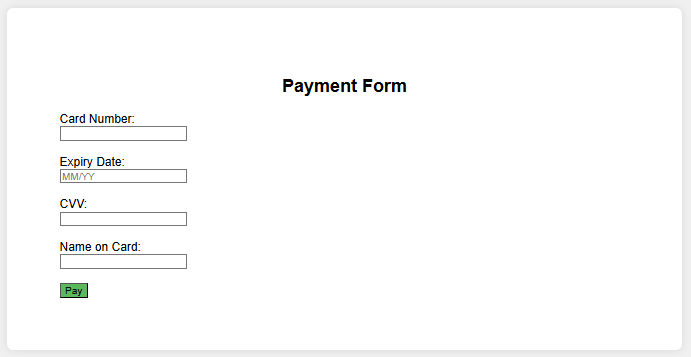 Payment Form
Card Number:
Expiry Date:
MM/YY
CVV:
Name on Card:
Pay